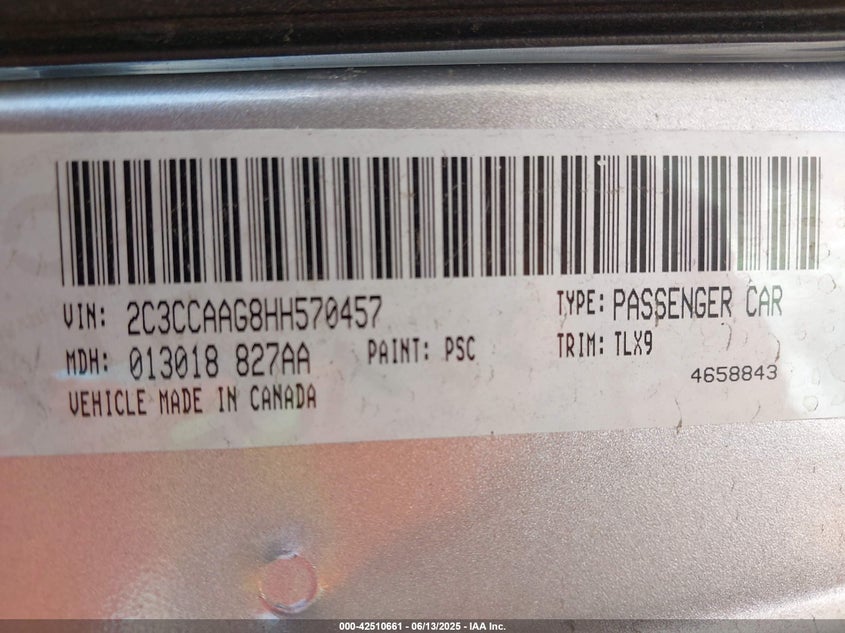 VIN: 2C3CCAAG8HH570457 TYPE: PASSENGER CAR
MDH: 013018 827AA PAINT: PSC TRIM: TLX9
4658843
VEHICLE MADE IN CANADA
000-42510661 - 06/13/2025 - IAA Inc.